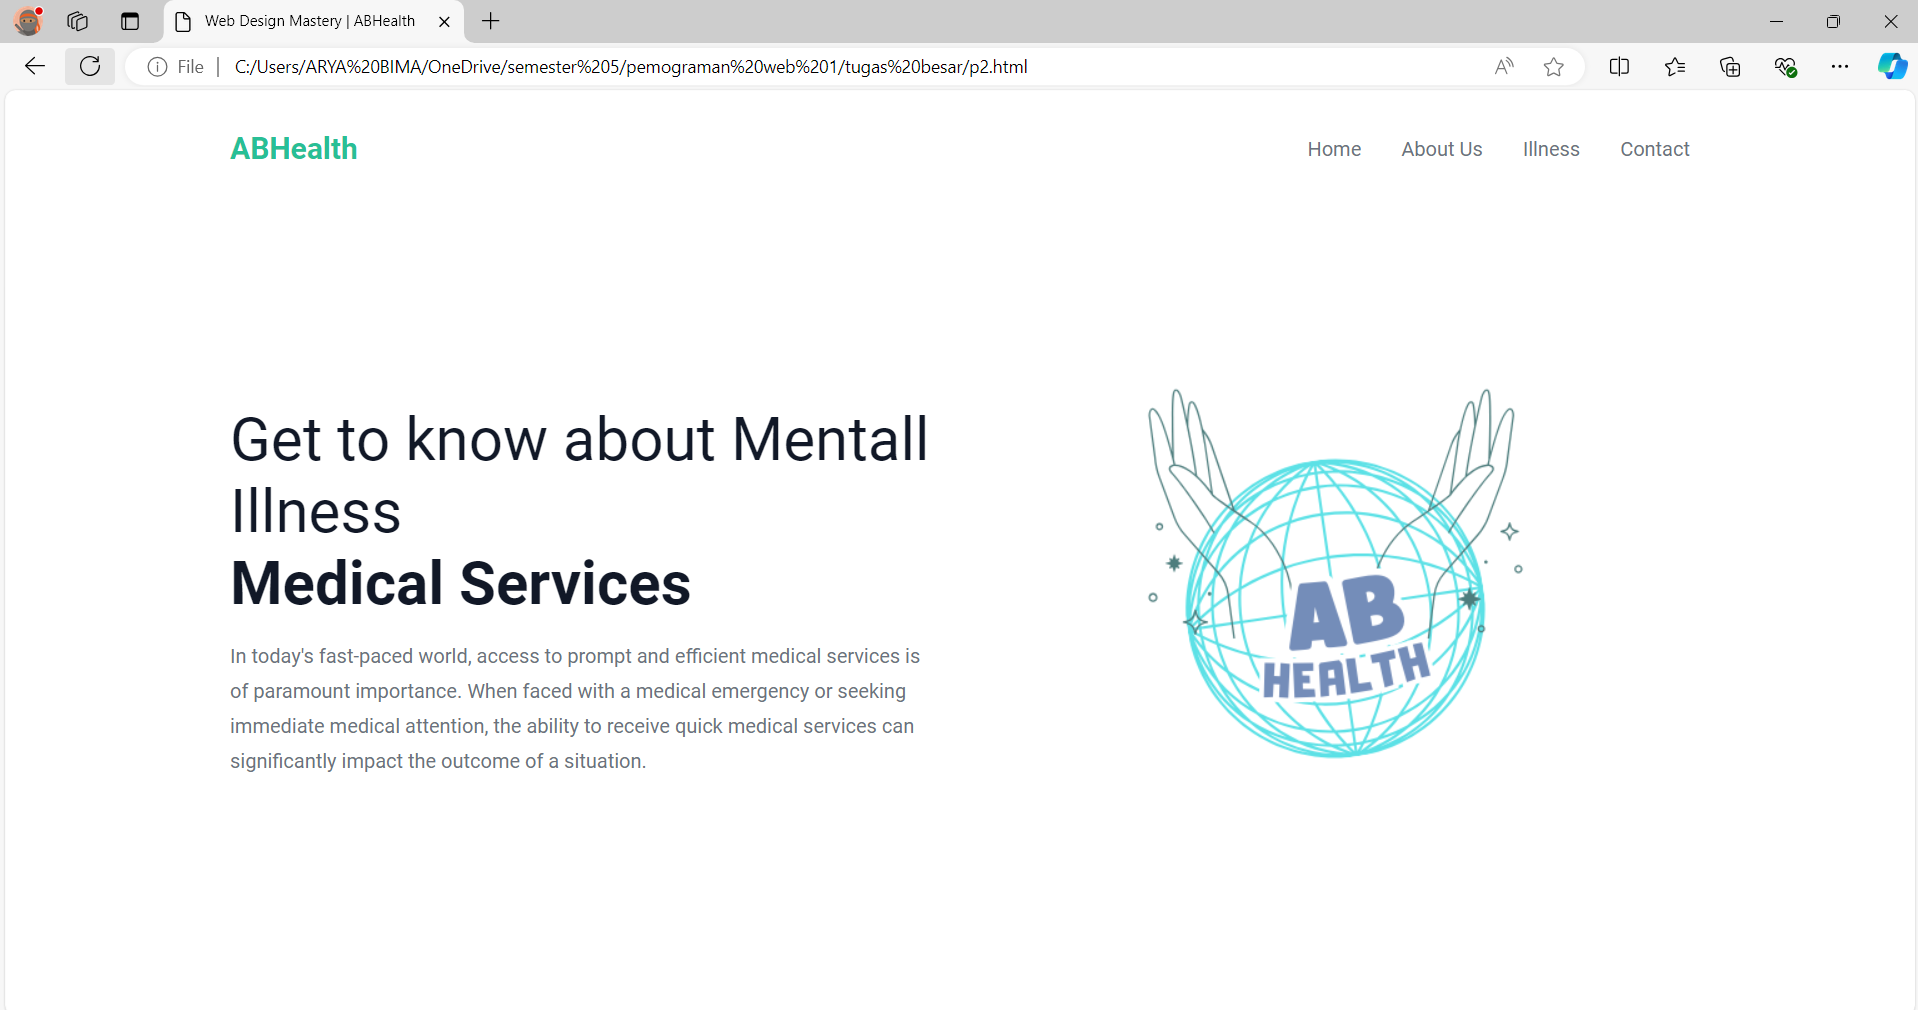 Web Design Mastery | ABHealth
File
C:/Users/ARYA%20BIMA/OneDrive/semester%205/pemograman%20web%201/tugas%20besar/p2.html
ABHealth
Home
About Us
Illness
Contact
Get to know about Mentall
Illness
Medical Services
In today's fast-paced world, access to prompt and efficient medical services is
of paramount importance. When faced with a medical emergency or seeking
immediate medical attention, the ability to receive quick medical services can
significantly impact the outcome of a situation.
AB
HEALTH